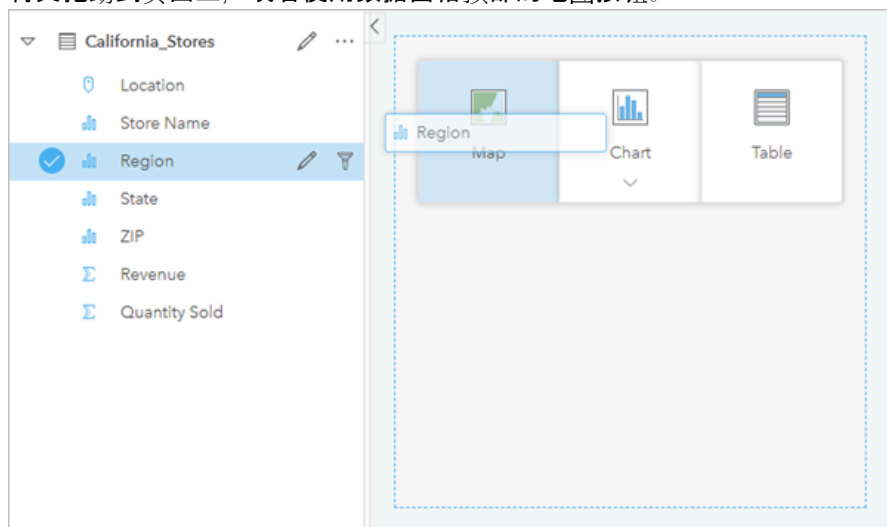 California_Stores
Location
Store Name
Region
State
ZIP
Revenue
Quantity Sold
Region
Map
Chart
Table